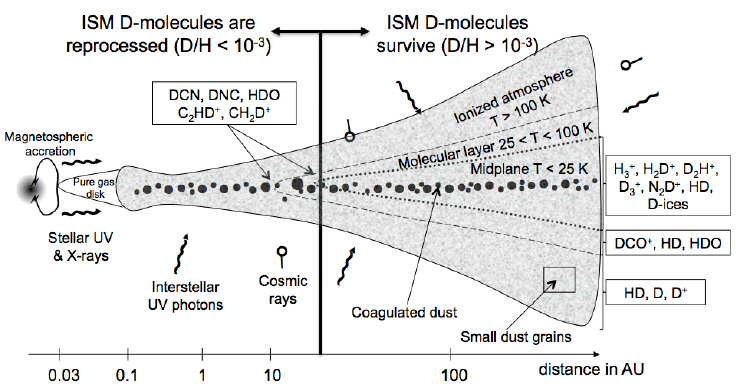 ISM D-molecules are
reprocessed (D/H < 10⁻³)
ISM D-molecules
survive (D/H > 10⁻³)
DCN, DNC, HDO
C₂HD⁺, CH₂D⁺
Ionized atmosphere
T > 100 K
Molecular layer 25 < T < 100 K
Midplane T < 25 K
Magnetospheric
accretion
Pure gas
disk
Stellar UV
& X-rays
Interstellar
UV photons
Cosmic
rays
Coagulated dust
Small dust grains
H₃⁺, H₂D⁺, D₂H⁺,
D₃⁺, N₂D⁺, HD,
D-ices
DCO⁺, HD, HDO
HD, D, D⁺
0.03 0.1 1 10 100 distance in AU